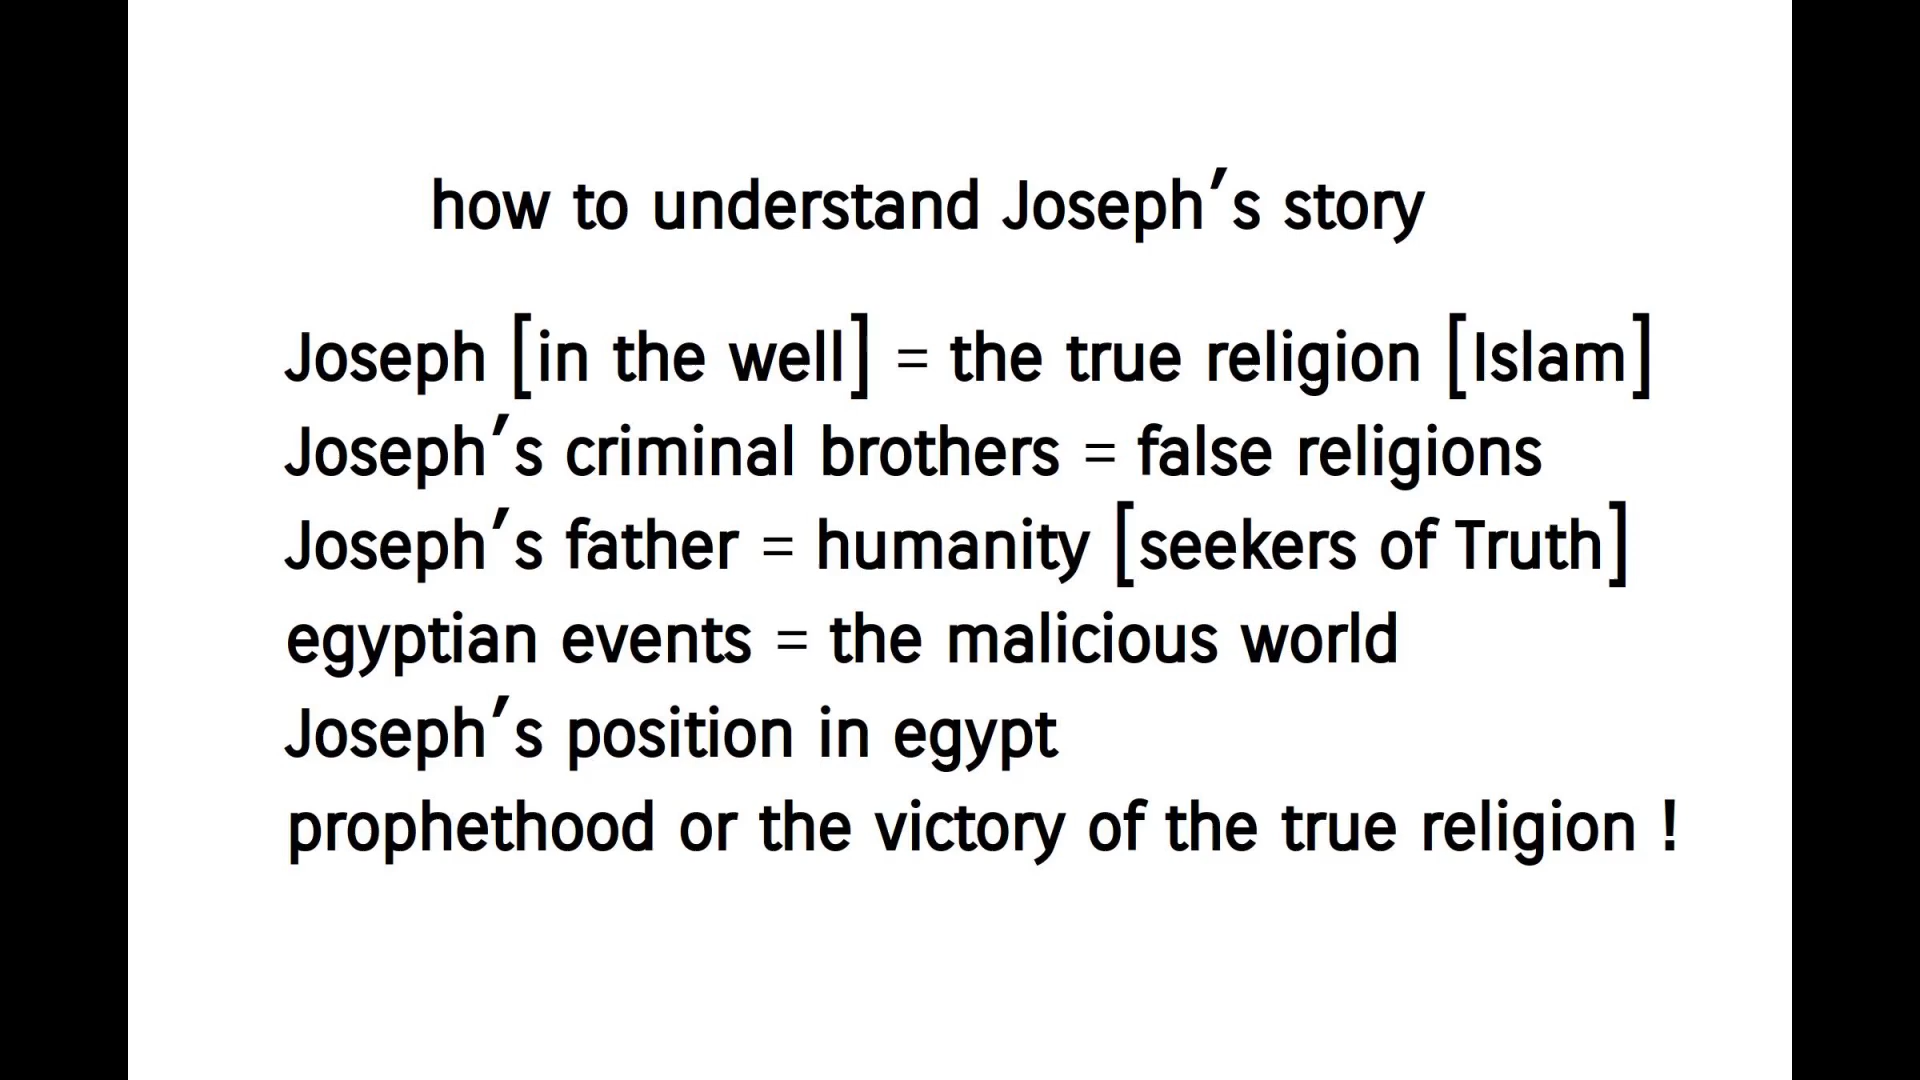 how to understand Joseph's story
Joseph [in the well] = the true religion [Islam]
Joseph's criminal brothers = false religions
Joseph's father = humanity [seekers of Truth]
egyptian events = the malicious world
Joseph's position in egypt
prophethood or the victory of the true religion !